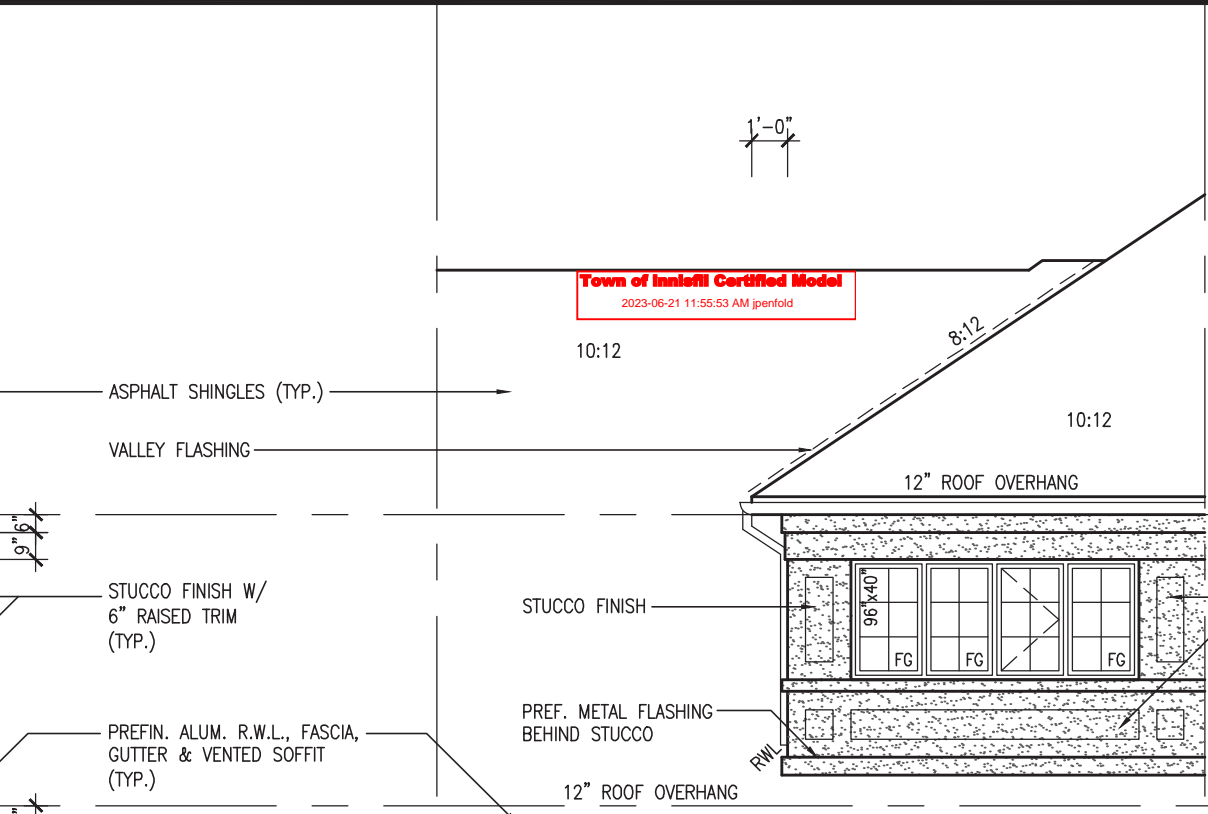 1'-0"
Town of Innisfil Certified Model
2023-06-21 11:55:53 AM jpenfold
8:12
10:12
ASPHALT SHINGLES (TYP.)
10:12
VALLEY FLASHING
12" ROOF OVERHANG
6"
9"
STUCCO FINISH W/
6" RAISED TRIM
(TYP.)
STUCCO FINISH
96"x40"
FG
FG
FG
PREF. METAL FLASHING
BEHIND STUCCO
PREFIN. ALUM. R.W.L., FASCIA,
GUTTER & VENTED SOFFIT
(TYP.)
RWL
12" ROOF OVERHANG